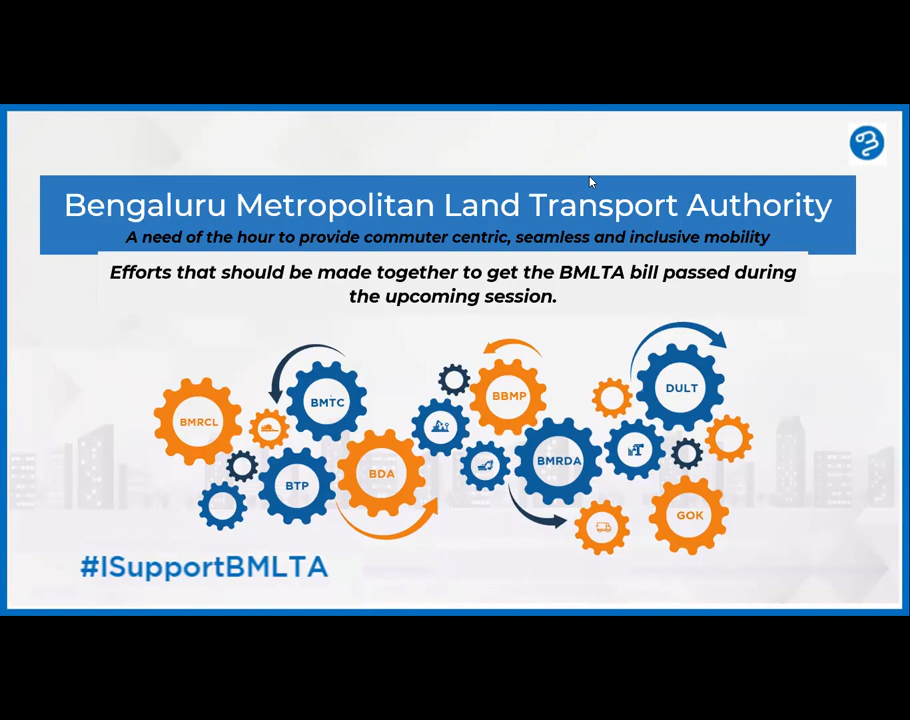 Bengaluru Metropolitan Land Transport Authority
A need of the hour to provide commuter centric, seamless and inclusive mobility
Efforts that should be made together to get the BMLTA bill passed during
the upcoming session.
BMRCL
BMTC
BTP
BDA
BBMP
BMRDA
DULT
GOK
#ISupportBMLTA